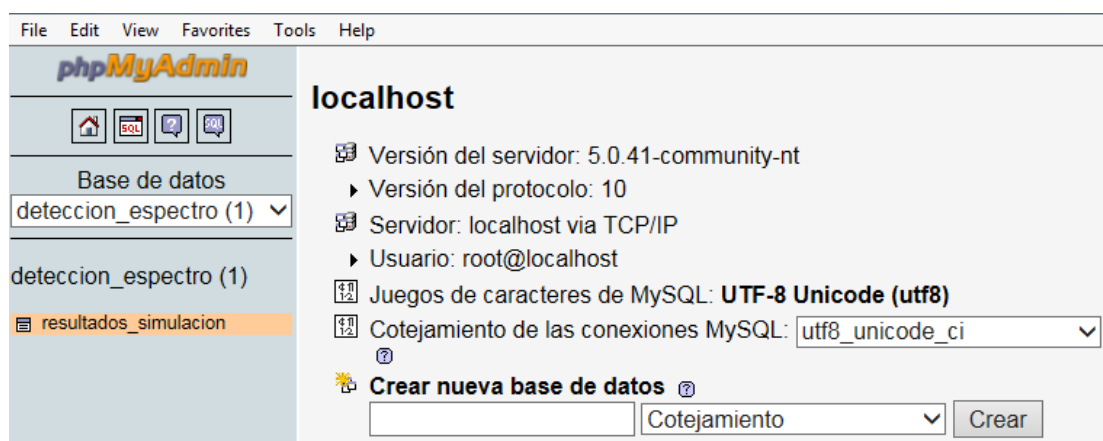 File Edit View Favorites Tools Help
phpMyAdmin
SQL
SQL
Base de datos
deteccion_espectro (1)
deteccion_espectro (1)
resultados_simulacion
localhost
Versión del servidor: 5.0.41-community-nt
Versión del protocolo: 10
Servidor: localhost via TCP/IP
Usuario: root@localhost
Juegos de caracteres de MySQL: UTF-8 Unicode (utf8)
Cotejamiento de las conexiones MySQL: utf8_unicode_ci
Crear nueva base de datos
Cotejamiento Crear